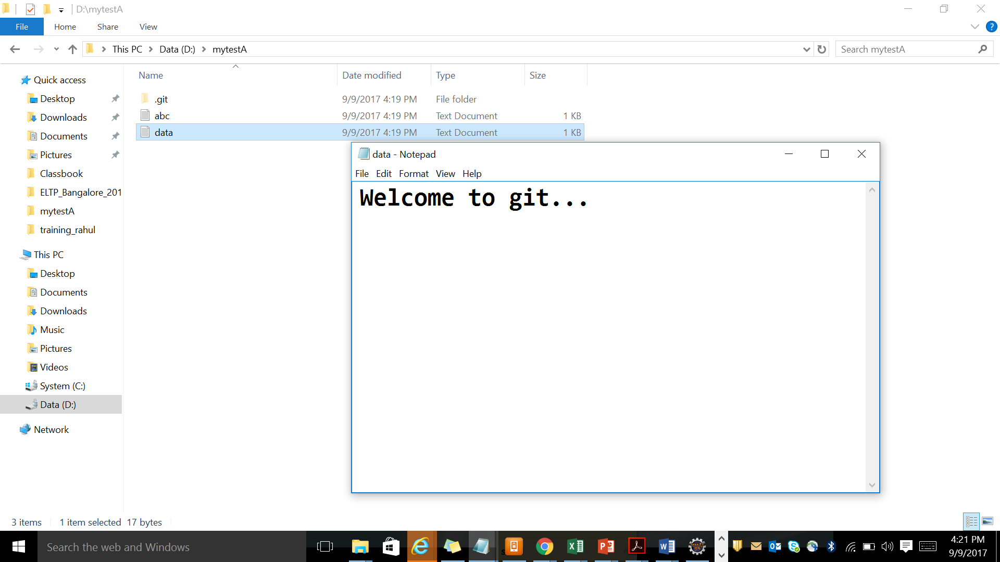 D:\mytestA
File Home Share View
This PC Data (D:) mytestA
Search mytestA
Name Date modified Type Size
.git 9/9/2017 4:19 PM File folder
abc 9/9/2017 4:19 PM Text Document 1 KB
data 9/9/2017 4:19 PM Text Document 1 KB
Quick access
Desktop
Downloads
Documents
Pictures
Classbook
ELTP_Bangalore_201
mytestA
training_rahul
This PC
Desktop
Documents
Downloads
Music
Pictures
Videos
System (C:)
Data (D:)
Network
data - Notepad
File Edit Format View Help
Welcome to git...
3 items 1 item selected 17 bytes
Search the web and Windows
4:21 PM
9/9/2017